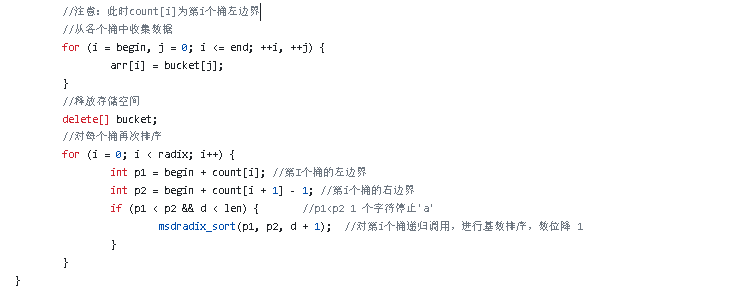 //注意：此时count[i]为第i个桶左边界
//从各个桶中收集数据
for (i = begin, j = 0; i <= end; ++i, ++j) {
arr[i] = bucket[j];
}
//释放存储空间
delete[] bucket;
//对每个桶再次排序
for (i = 0; i < radix; i++) {
int p1 = begin + count[i]; //第I个桶的左边界
int p2 = begin + count[i + 1] - 1; //第i个桶的右边界
if (p1 < p2 && d < len) { //p1<p2 1 个字符停止'a'
msdradix_sort(p1, p2, d + 1); //对第i个桶递归调用，进行基数排序，数位降 1
}
}
}